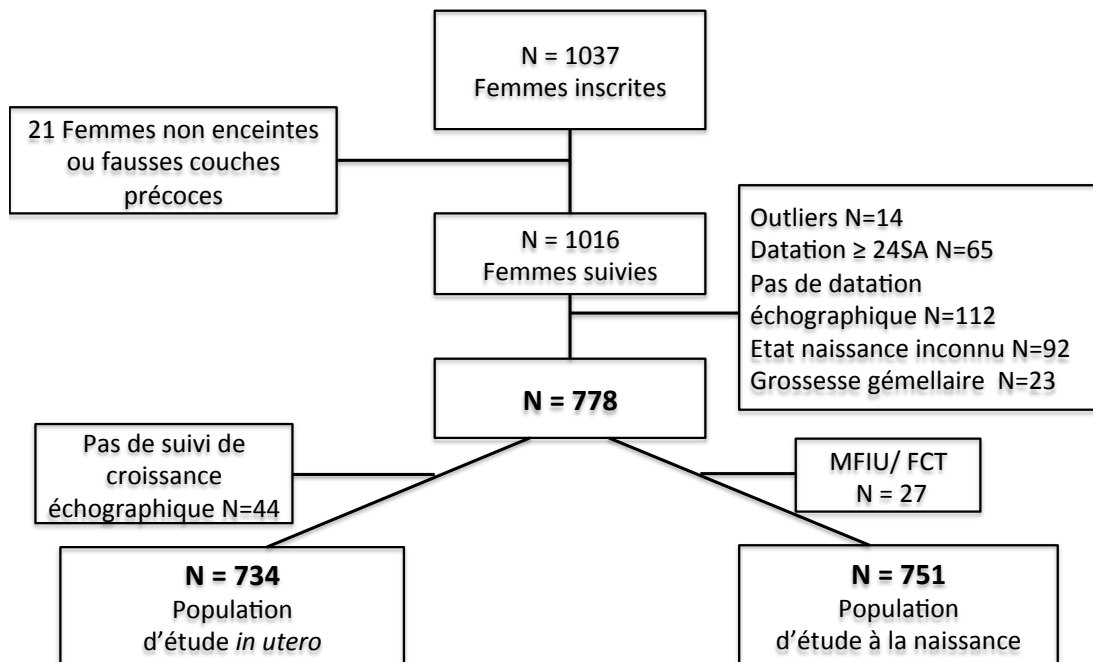 N = 1037
Femmes inscrites
21 Femmes non enceintes
ou fausses couches
précoces
N = 1016
Femmes suivies
Outliers N=14
Datation ≥ 24SA N=65
Pas de datation
échographique N=112
Etat naissance inconnu N=92
Grossesse gémellaire N=23
N = 778
Pas de suivi de
croissance
échographique N=44
MFIU/ FCT
N = 27
N = 734
Population
d’étude in utero
N = 751
Population
d’étude à la naissance